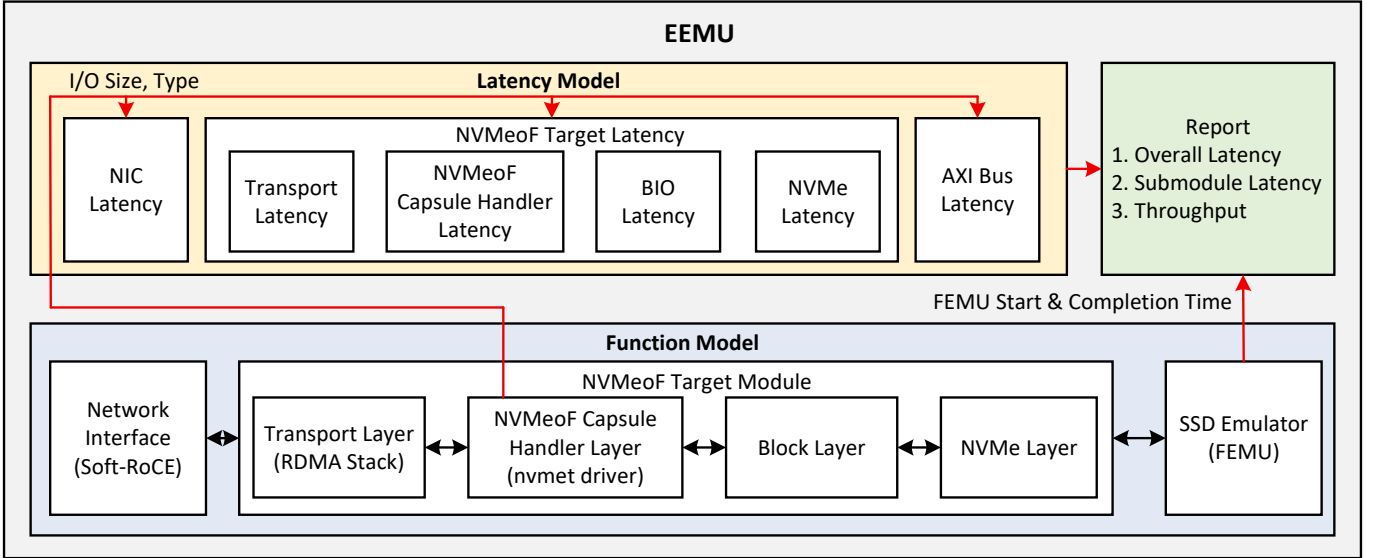 EEMU
I/O Size, Type
Latency Model
NIC
Latency
NVMeoF Target Latency
Transport
Latency
NVMeoF
Capsule Handler
Latency
BIO
Latency
NVMe
Latency
AXI Bus
Latency
Report
1. Overall Latency
2. Submodule Latency
3. Throughput
FEMU Start & Completion Time
Function Model
Network
Interface
(Soft-RoCE)
NVMeoF Target Module
Transport Layer
(RDMA Stack)
NVMeoF Capsule
Handler Layer
(nvmet driver)
Block Layer
NVMe Layer
SSD Emulator
(FEMU)